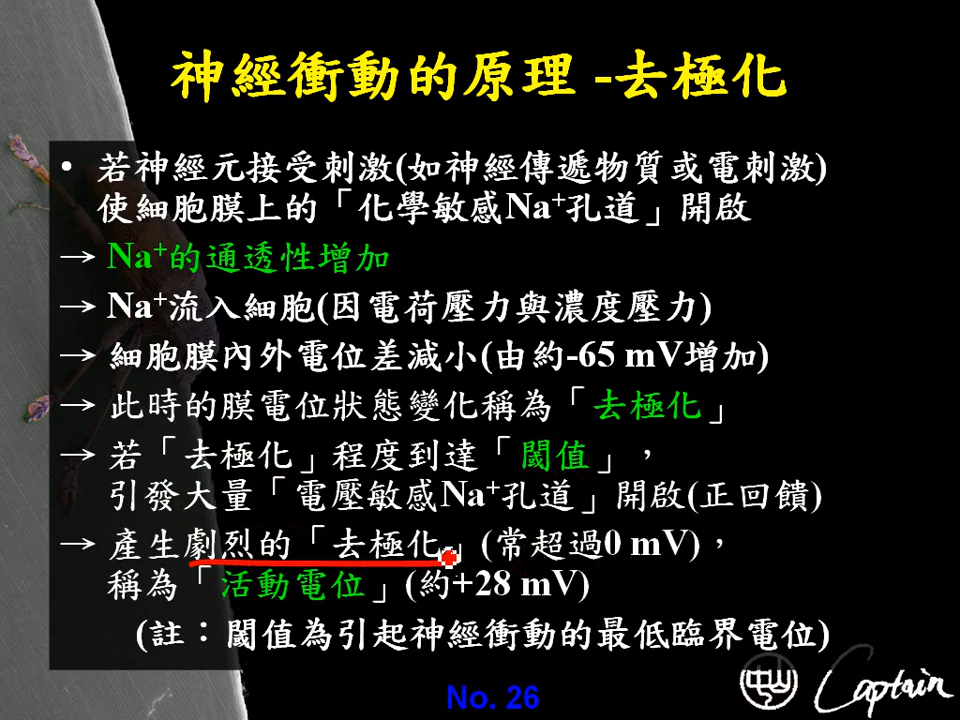 神經衝動的原理 -去極化
• 若神經元接受刺激(如神經傳遞物質或電刺激)
使細胞膜上的「化學敏感Na⁺孔道」開啟
→ Na⁺的通透性增加
→ Na⁺流入細胞(因電荷壓力與濃度壓力)
→ 細胞膜內外電位差減小(由約-65 mV增加)
→ 此時的膜電位狀態變化稱為「去極化」
→ 若「去極化」程度到達「閾值」，
引發大量「電壓敏感Na⁺孔道」開啟(正回饋)
→ 產生劇烈的「去極化」(常超過0 mV)，
稱為「活動電位」(約+28 mV)
(註：閾值為引起神經衝動的最低臨界電位)
No. 26
Captain